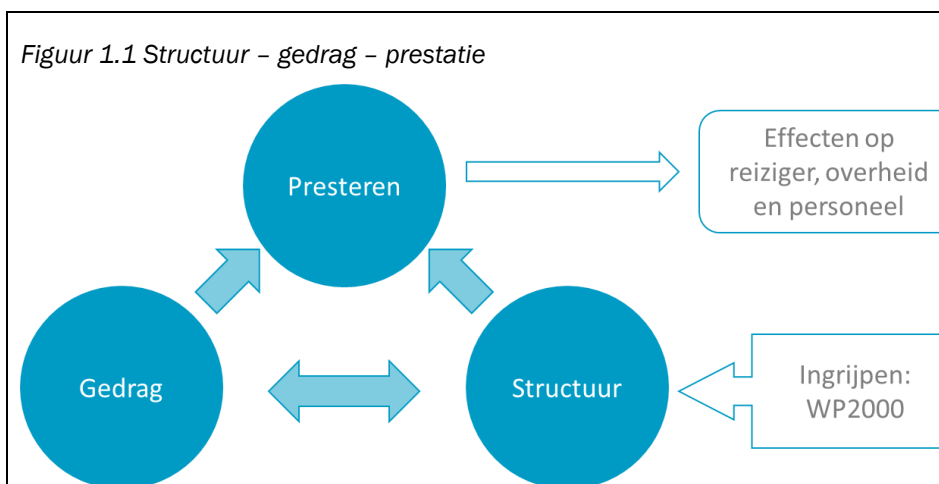 Figuur 1.1 Structuur – gedrag – prestatie
Presteren
Effecten op
reiziger, overheid
en personeel
Gedrag
Structuur
Ingrijpen:
WP2000